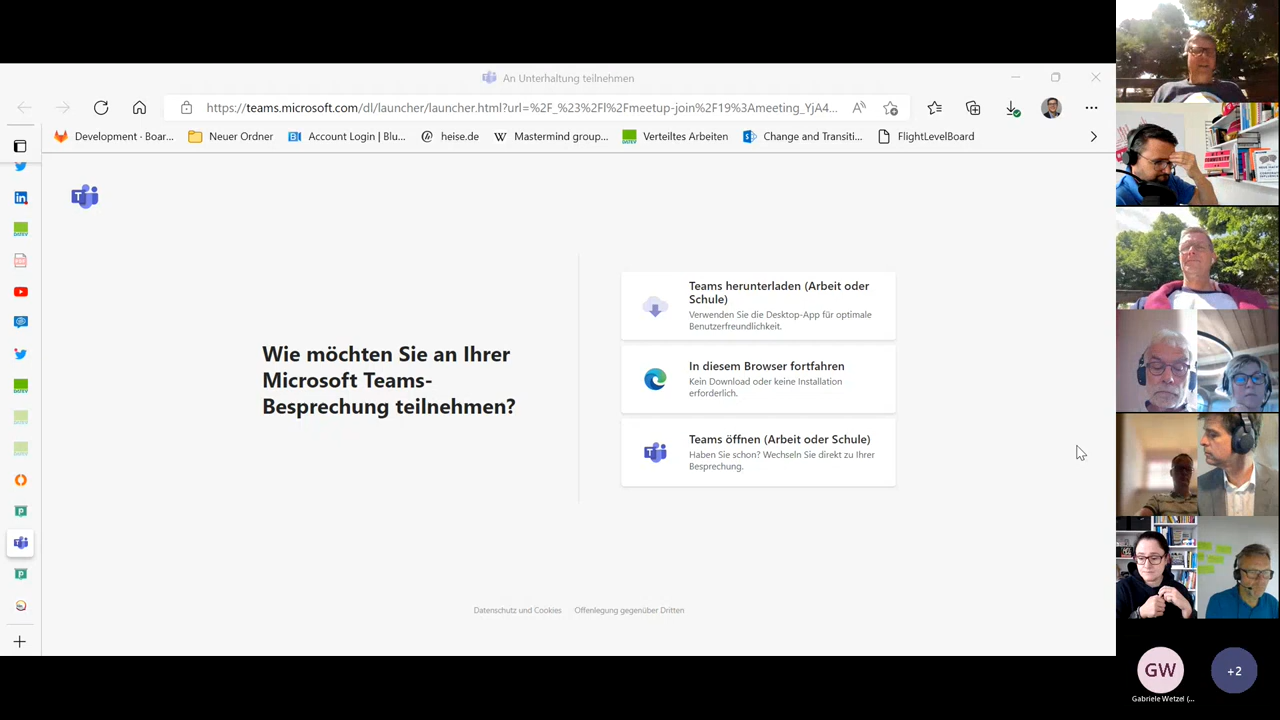 An Unterhaltung teilnehmen
https://teams.microsoft.com/dl/launcher/launcher.html?url=%2F_%23%2Fl%2Fmeetup-join%2F19%3Ameeting_YjA4...
Development - Boar... Neuer Ordner Account Login | Blu... heise.de Mastermind group... Verteiltes Arbeiten Change and Transiti... FlightLevelBoard
Teams herunterladen (Arbeit oder
Schule)
Verwenden Sie die Desktop-App für optimale
Benutzerfreundlichkeit.
Wie möchten Sie an Ihrer
Microsoft Teams-
Besprechung teilnehmen?
In diesem Browser fortfahren
Kein Download oder keine Installation
erforderlich.
Teams öffnen (Arbeit oder Schule)
Haben Sie schon? Wechseln Sie direkt zu Ihrer
Besprechung.
Datenschutz und Cookies Offenlegung gegenüber Dritten
GW
+2
Gabriele Wetzel (...